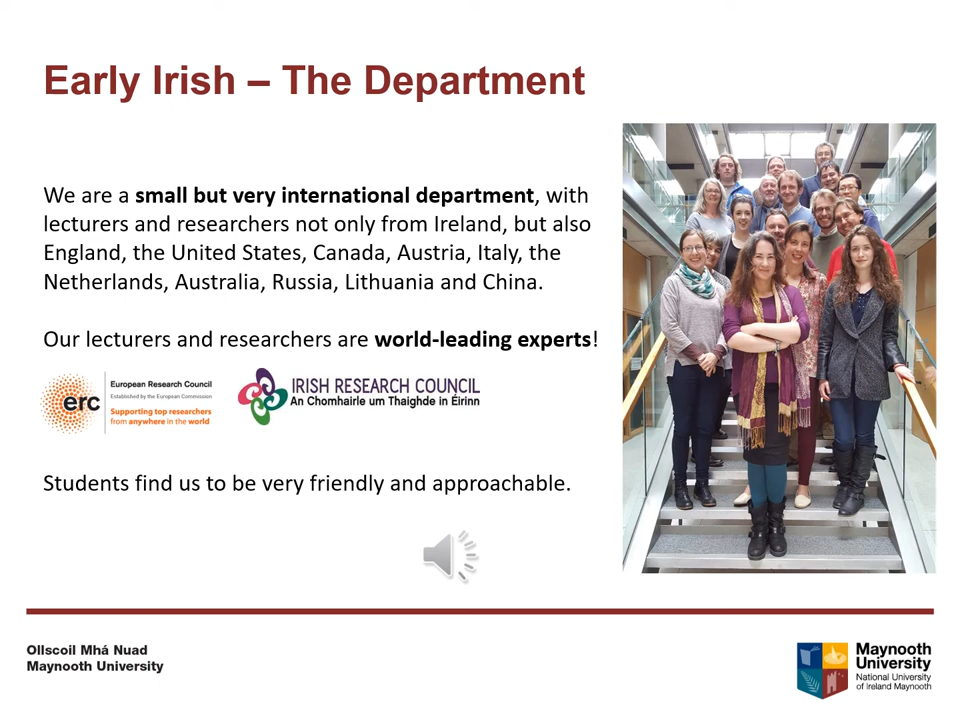 Early Irish – The Department
We are a small but very international department, with
lecturers and researchers not only from Ireland, but also
England, the United States, Canada, Austria, Italy, the
Netherlands, Australia, Russia, Lithuania and China.
Our lecturers and researchers are world-leading experts!
erc
European Research Council
Established by the European Commission
Supporting top researchers
from anywhere in the world
IRISH RESEARCH COUNCIL
An Chomhairle um Thaighde in Éirinn
Students find us to be very friendly and approachable.
Ollscoil Mhá Nuad
Maynooth University
Maynooth
University
National University
of Ireland Maynooth